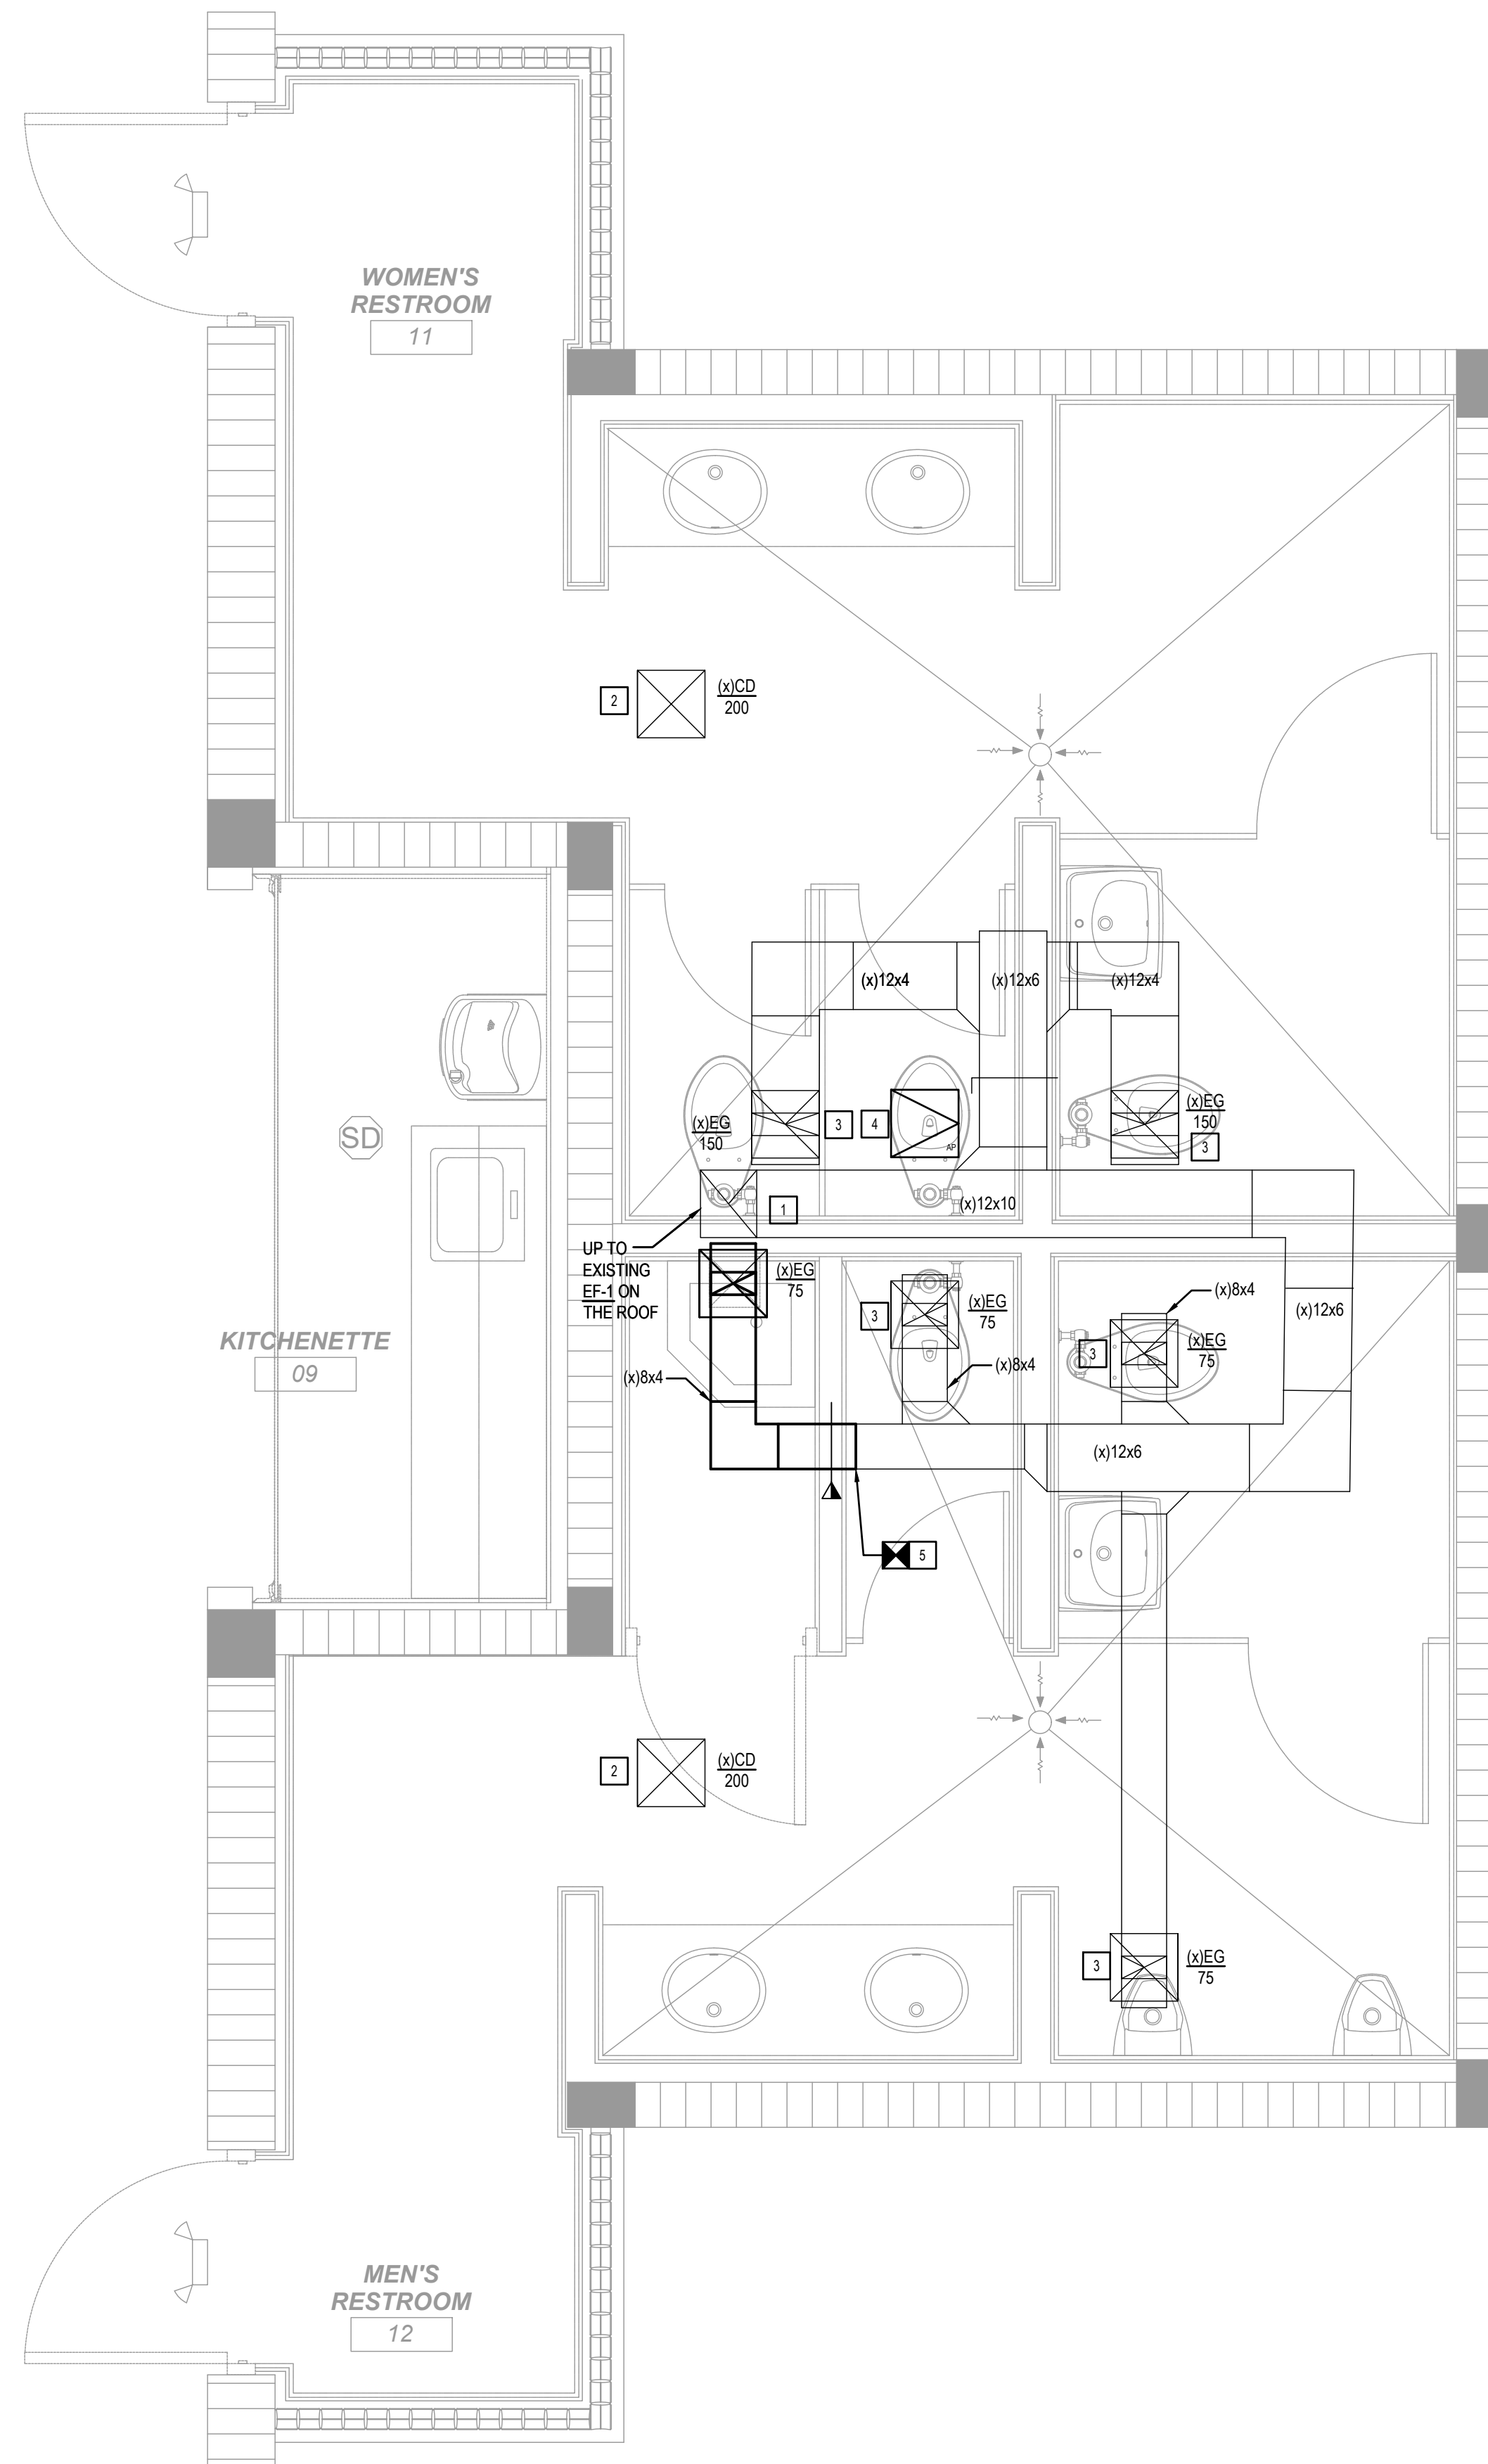 WOMEN'S
RESTROOM
11
2
(x)CD
200
(x)12x4
(x)12x6
(x)12x4
(x)EG
150
3
4
AP
(x)EG
150
3
SD
1
(x)12x10
UP TO
EXISTING
EF-1 ON
THE ROOF
(x)EG
75
3
(x)EG
75
(x)8x4
(x)12x6
3
(x)EG
75
KITCHENETTE
09
(x)8x4
(x)8x4
(x)12x6
5
2
(x)CD
200
3
(x)EG
75
MEN'S
RESTROOM
12